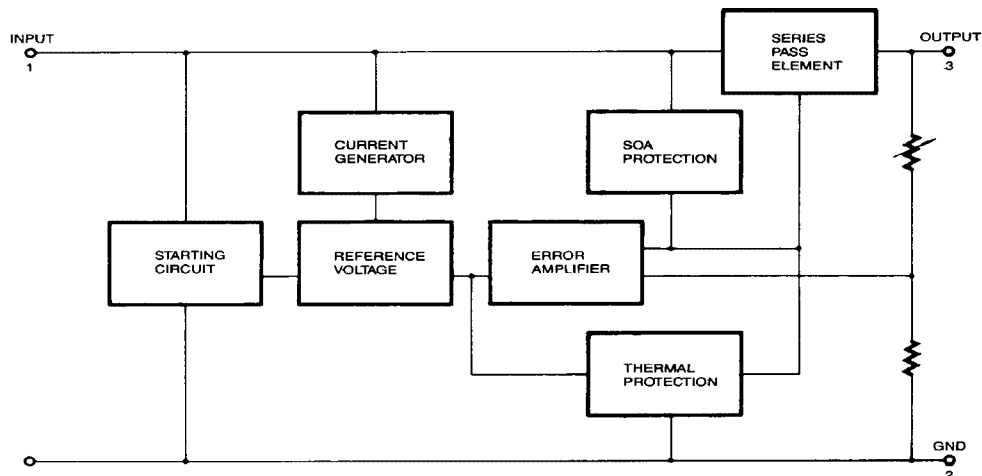 INPUT
1
SERIES
PASS
ELEMENT
OUTPUT
3
CURRENT
GENERATOR
SOA
PROTECTION
STARTING
CIRCUIT
REFERENCE
VOLTAGE
ERROR
AMPLIFIER
THERMAL
PROTECTION
GND
2